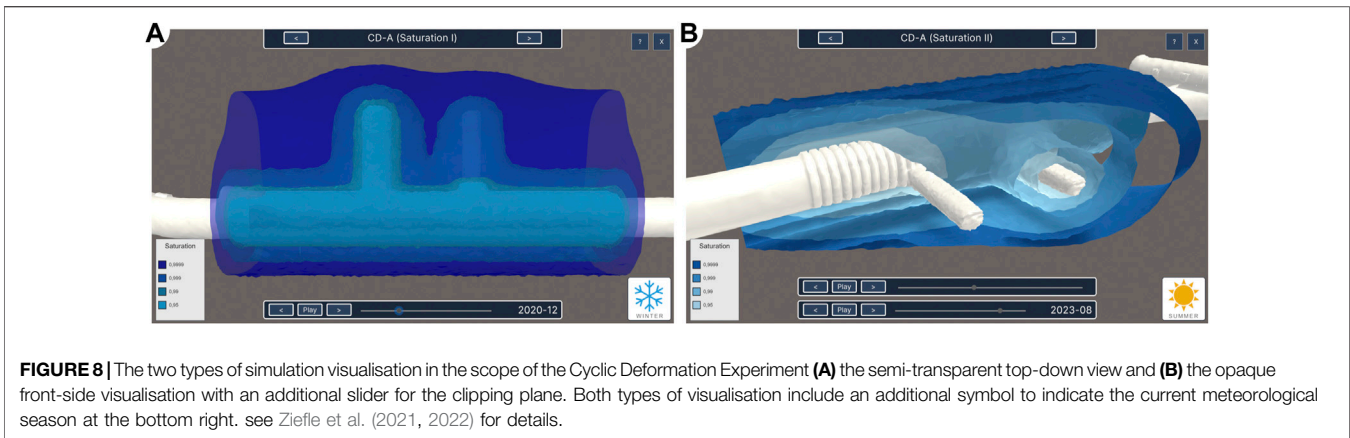 A
< CD-A (Saturation I) >
? X
Saturation
0,9999
0,999
0,99
0,95
< Play > 2020-12
WINTER
B
< CD-A (Saturation II) >
? X
Saturation
0,9999
0,999
0,99
0,95
< Play >
< Play > 2023-08
SUMMER
FIGURE 8 | The two types of simulation visualisation in the scope of the Cyclic Deformation Experiment (A) the semi-transparent top-down view and (B) the opaque
front-side visualisation with an additional slider for the clipping plane. Both types of visualisation include an additional symbol to indicate the current meteorological
season at the bottom right. see Ziefle et al. (2021, 2022) for details.